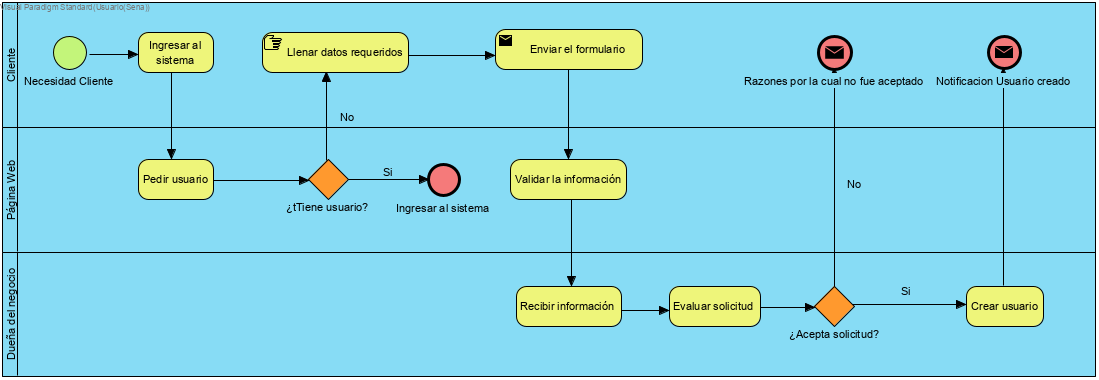 Visual Paradigm Standard(Usuario(Sena))
Cliente
Necesidad Cliente
Ingresar al
sistema
Llenar datos requeridos
Enviar el formulario
Razones por la cual no fue aceptado
Notificacion Usuario creado
No
Página Web
Pedir usuario
¿tTiene usuario?
Si
Ingresar al sistema
Validar la información
No
Dueña del negocio
Recibir información
Evaluar solicitud
¿Acepta solicitud?
Si
Crear usuario